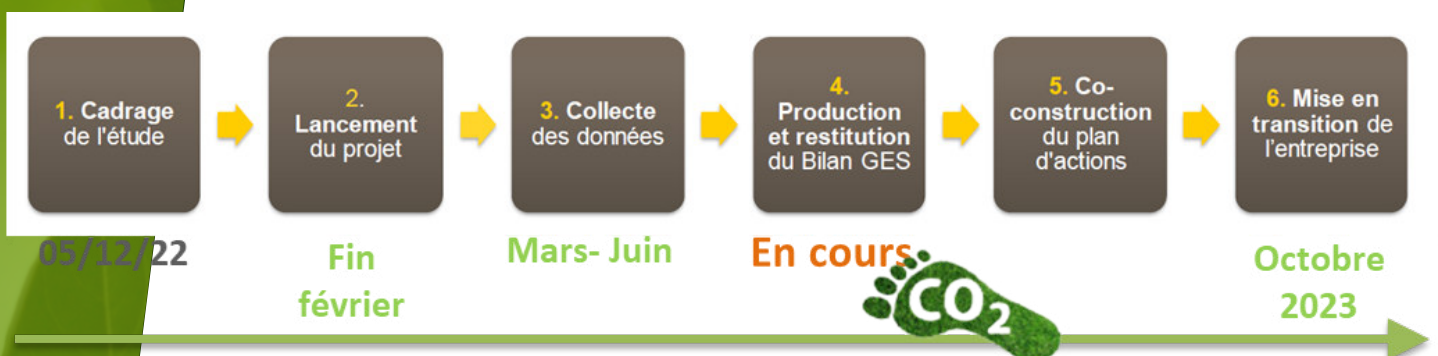 1. Cadrage
de l'étude
2.
Lancement
du projet
3. Collecte
des données
4.
Production
et restitution
du Bilan GES
5. Co-
construction
du plan
d'actions
6. Mise en
transition de
l'entreprise
05/12/22
Fin
février
Mars- Juin
En cours
Octobre
2023
CO2